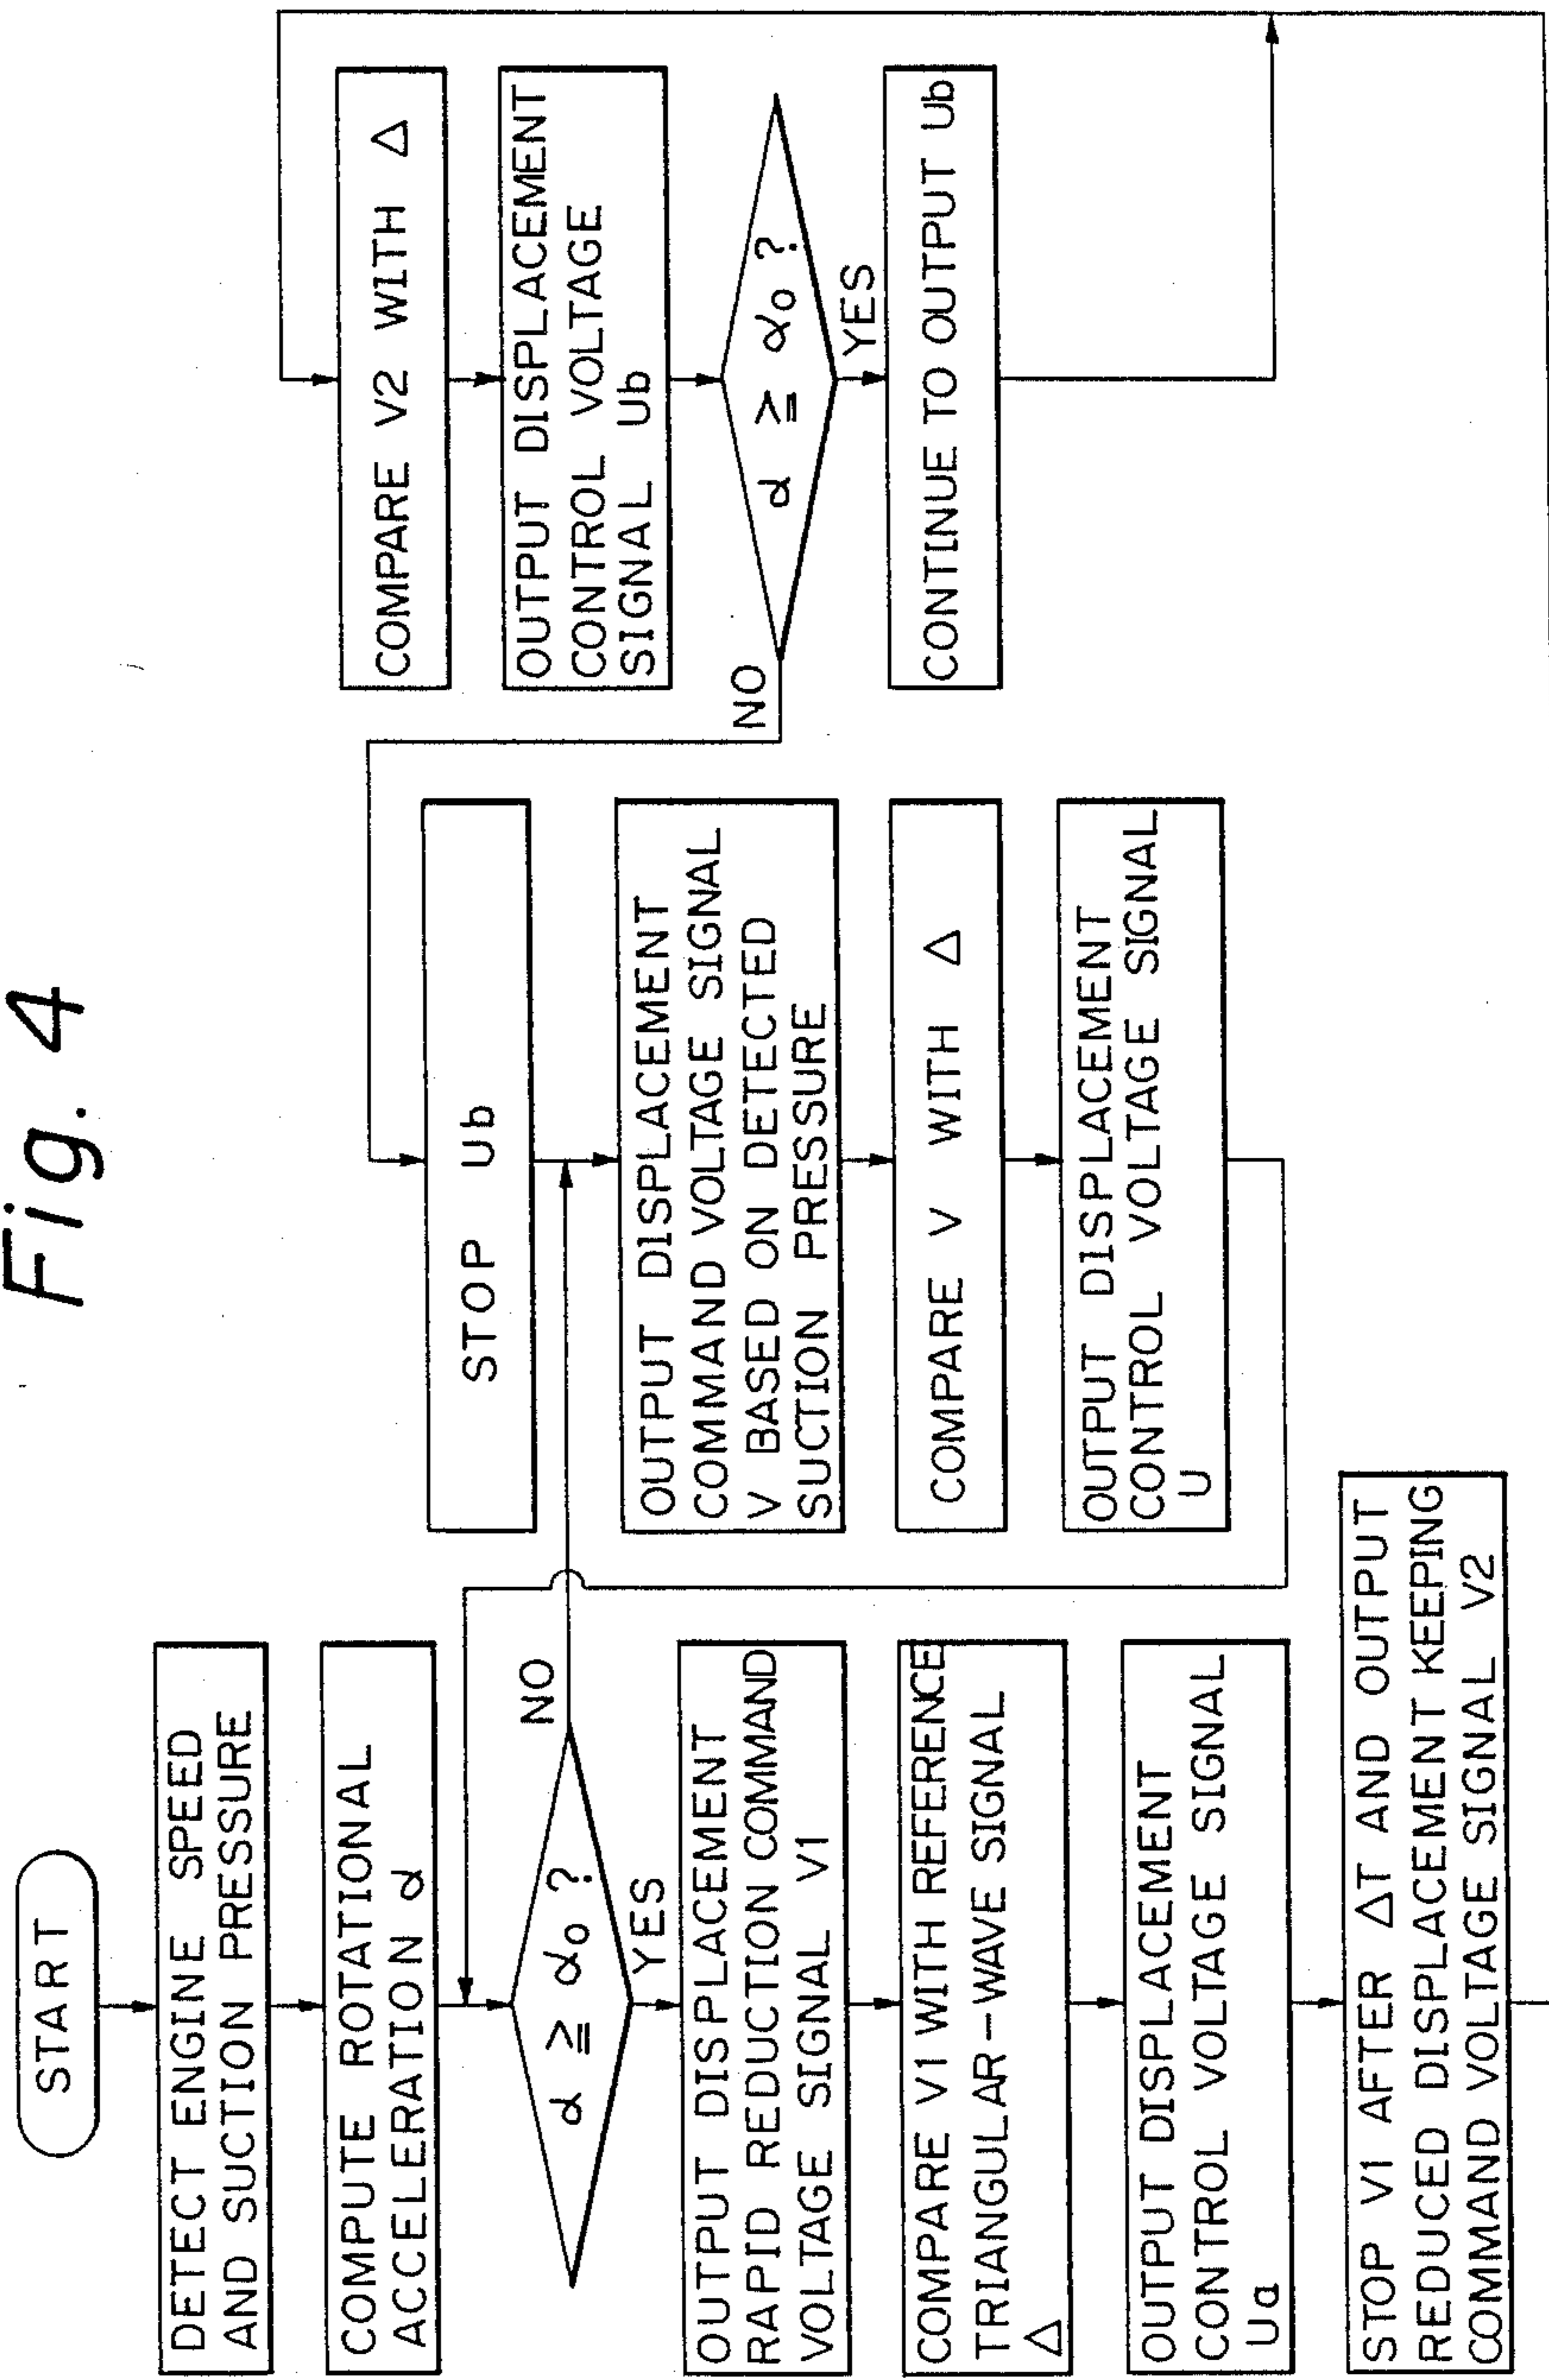 Fig. 4
START
DETECT ENGINE SPEED
AND SUCTION PRESSURE
COMPUTE ROTATIONAL
ACCELERATION α
α ≧ α₀ ?
NO
YES
OUTPUT DISPLACEMENT
RAPID REDUCTION COMMAND
VOLTAGE SIGNAL V1
COMPARE V1 WITH REFERENCE
TRIANGULAR-WAVE SIGNAL
△
OUTPUT DISPLACEMENT
CONTROL VOLTAGE SIGNAL
Ua
STOP V1 AFTER △T AND OUTPUT
REDUCED DISPLACEMENT KEEPING
COMMAND VOLTAGE SIGNAL V2
STOP Ub
OUTPUT DISPLACEMENT
COMMAND VOLTAGE SIGNAL
V BASED ON DETECTED
SUCTION PRESSURE
COMPARE V WITH △
OUTPUT DISPLACEMENT
CONTROL VOLTAGE SIGNAL
U
COMPARE V2 WITH △
OUTPUT DISPLACEMENT
CONTROL VOLTAGE
SIGNAL Ub
α ≧ α₀ ?
NO
YES
CONTINUE TO OUTPUT Ub